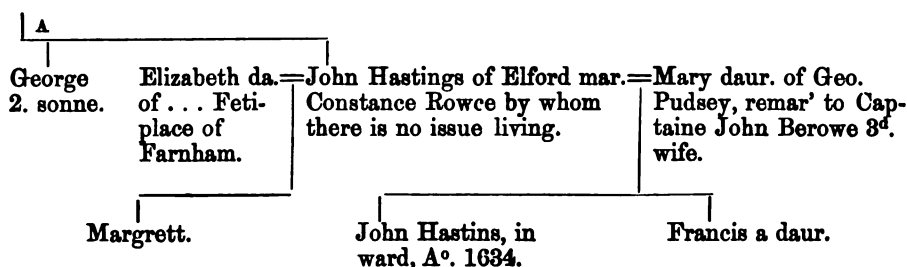 A
George
2. sonne.
Elizabeth da.
of . . . Feti-
place of
Farnham.
John Hastings of Elford mar.
Constance Rowce by whom
there is no issue living.
Mary daur. of Geo.
Pudsey, remar' to Cap-
taine John Berowe 3d.
wife.
Margrett.
John Hastins, in
ward, Ao. 1634.
Francis a daur.